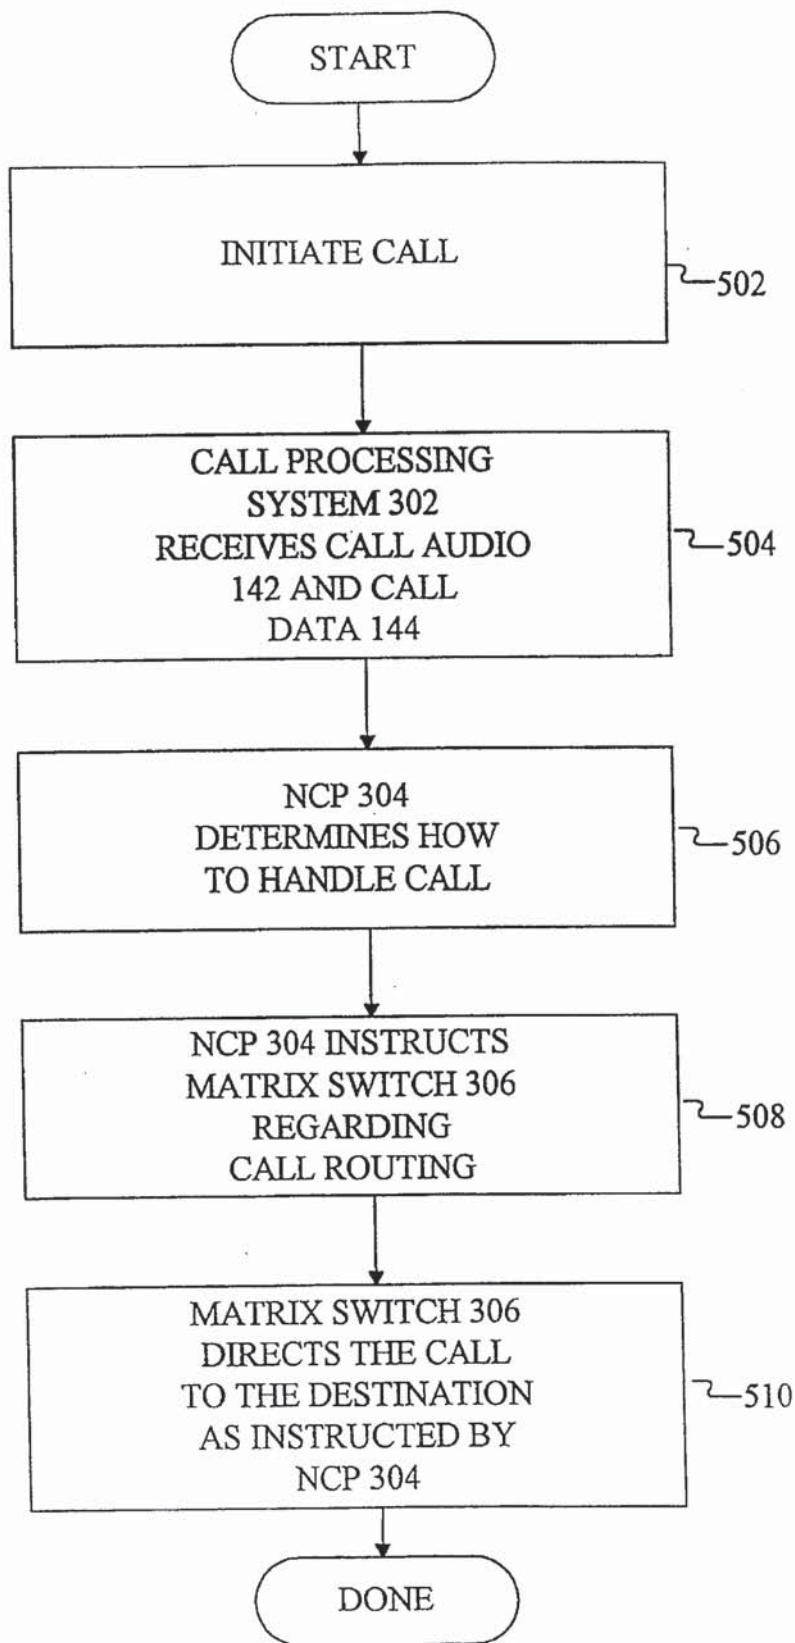 START
INITIATE CALL
502
CALL PROCESSING
SYSTEM 302
RECEIVES CALL AUDIO
142 AND CALL
DATA 144
504
NCP 304
DETERMINES HOW
TO HANDLE CALL
506
NCP 304 INSTRUCTS
MATRIX SWITCH 306
REGARDING
CALL ROUTING
508
MATRIX SWITCH 306
DIRECTS THE CALL
TO THE DESTINATION
AS INSTRUCTED BY
NCP 304
510
DONE